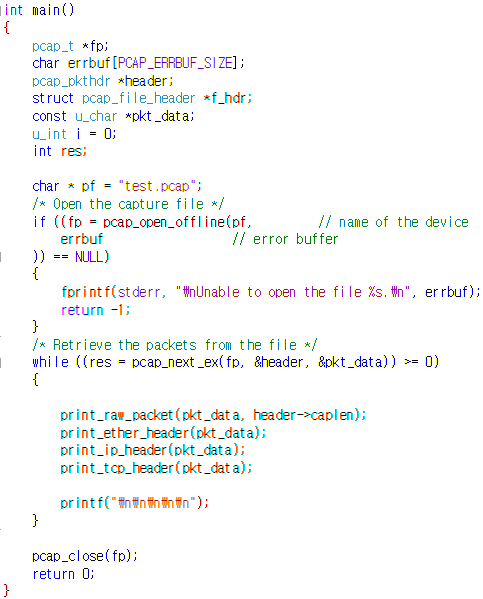 int main()
{
    pcap_t *fp;
    char errbuf[PCAP_ERRBUF_SIZE];
    pcap_pkthdr *header;
    struct pcap_file_header *f_hdr;
    const u_char *pkt_data;
    u_int i = 0;
    int res;

    char * pf = "test.pcap";
    /* Open the capture file */
    if ((fp = pcap_open_offline(pf,         // name of the device
        errbuf                  // error buffer
    )) == NULL)
    {
        fprintf(stderr, "₩nUnable to open the file %s.₩n", errbuf);
        return -1;
    }
    /* Retrieve the packets from the file */
    while ((res = pcap_next_ex(fp, &header, &pkt_data)) >= 0)
    {

        print_raw_packet(pkt_data, header->caplen);
        print_ether_header(pkt_data);
        print_ip_header(pkt_data);
        print_tcp_header(pkt_data);

        printf("₩n₩n₩n₩n₩n");
    }

    pcap_close(fp);
    return 0;
}